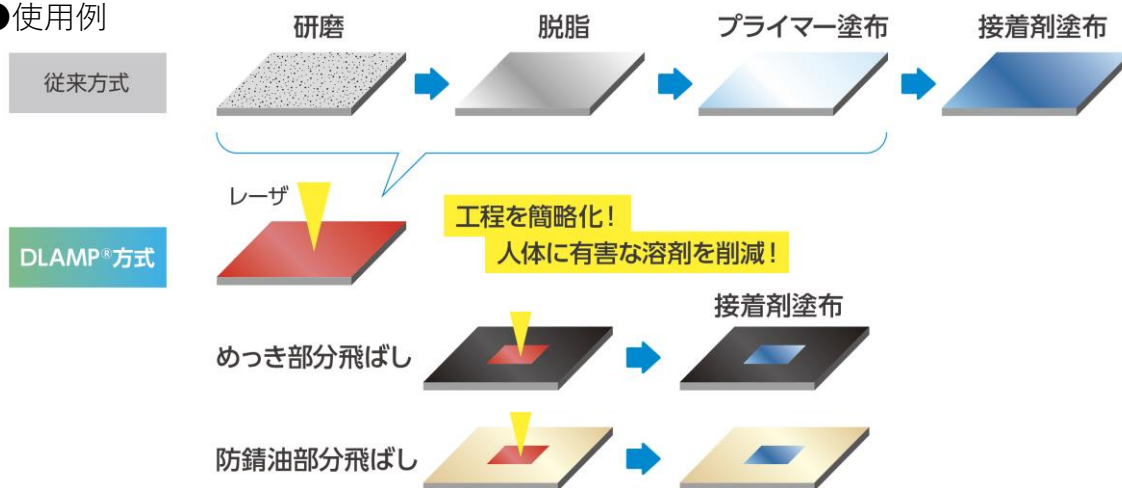 ●使用例
研磨 脱脂 プライマー塗布 接着剤塗布
従来方式
レーザ
工程を簡略化!
人体に有害な溶剤を削減!
DLAMP®方式
接着剤塗布
めっき部分飛ばし
防錆油部分飛ばし